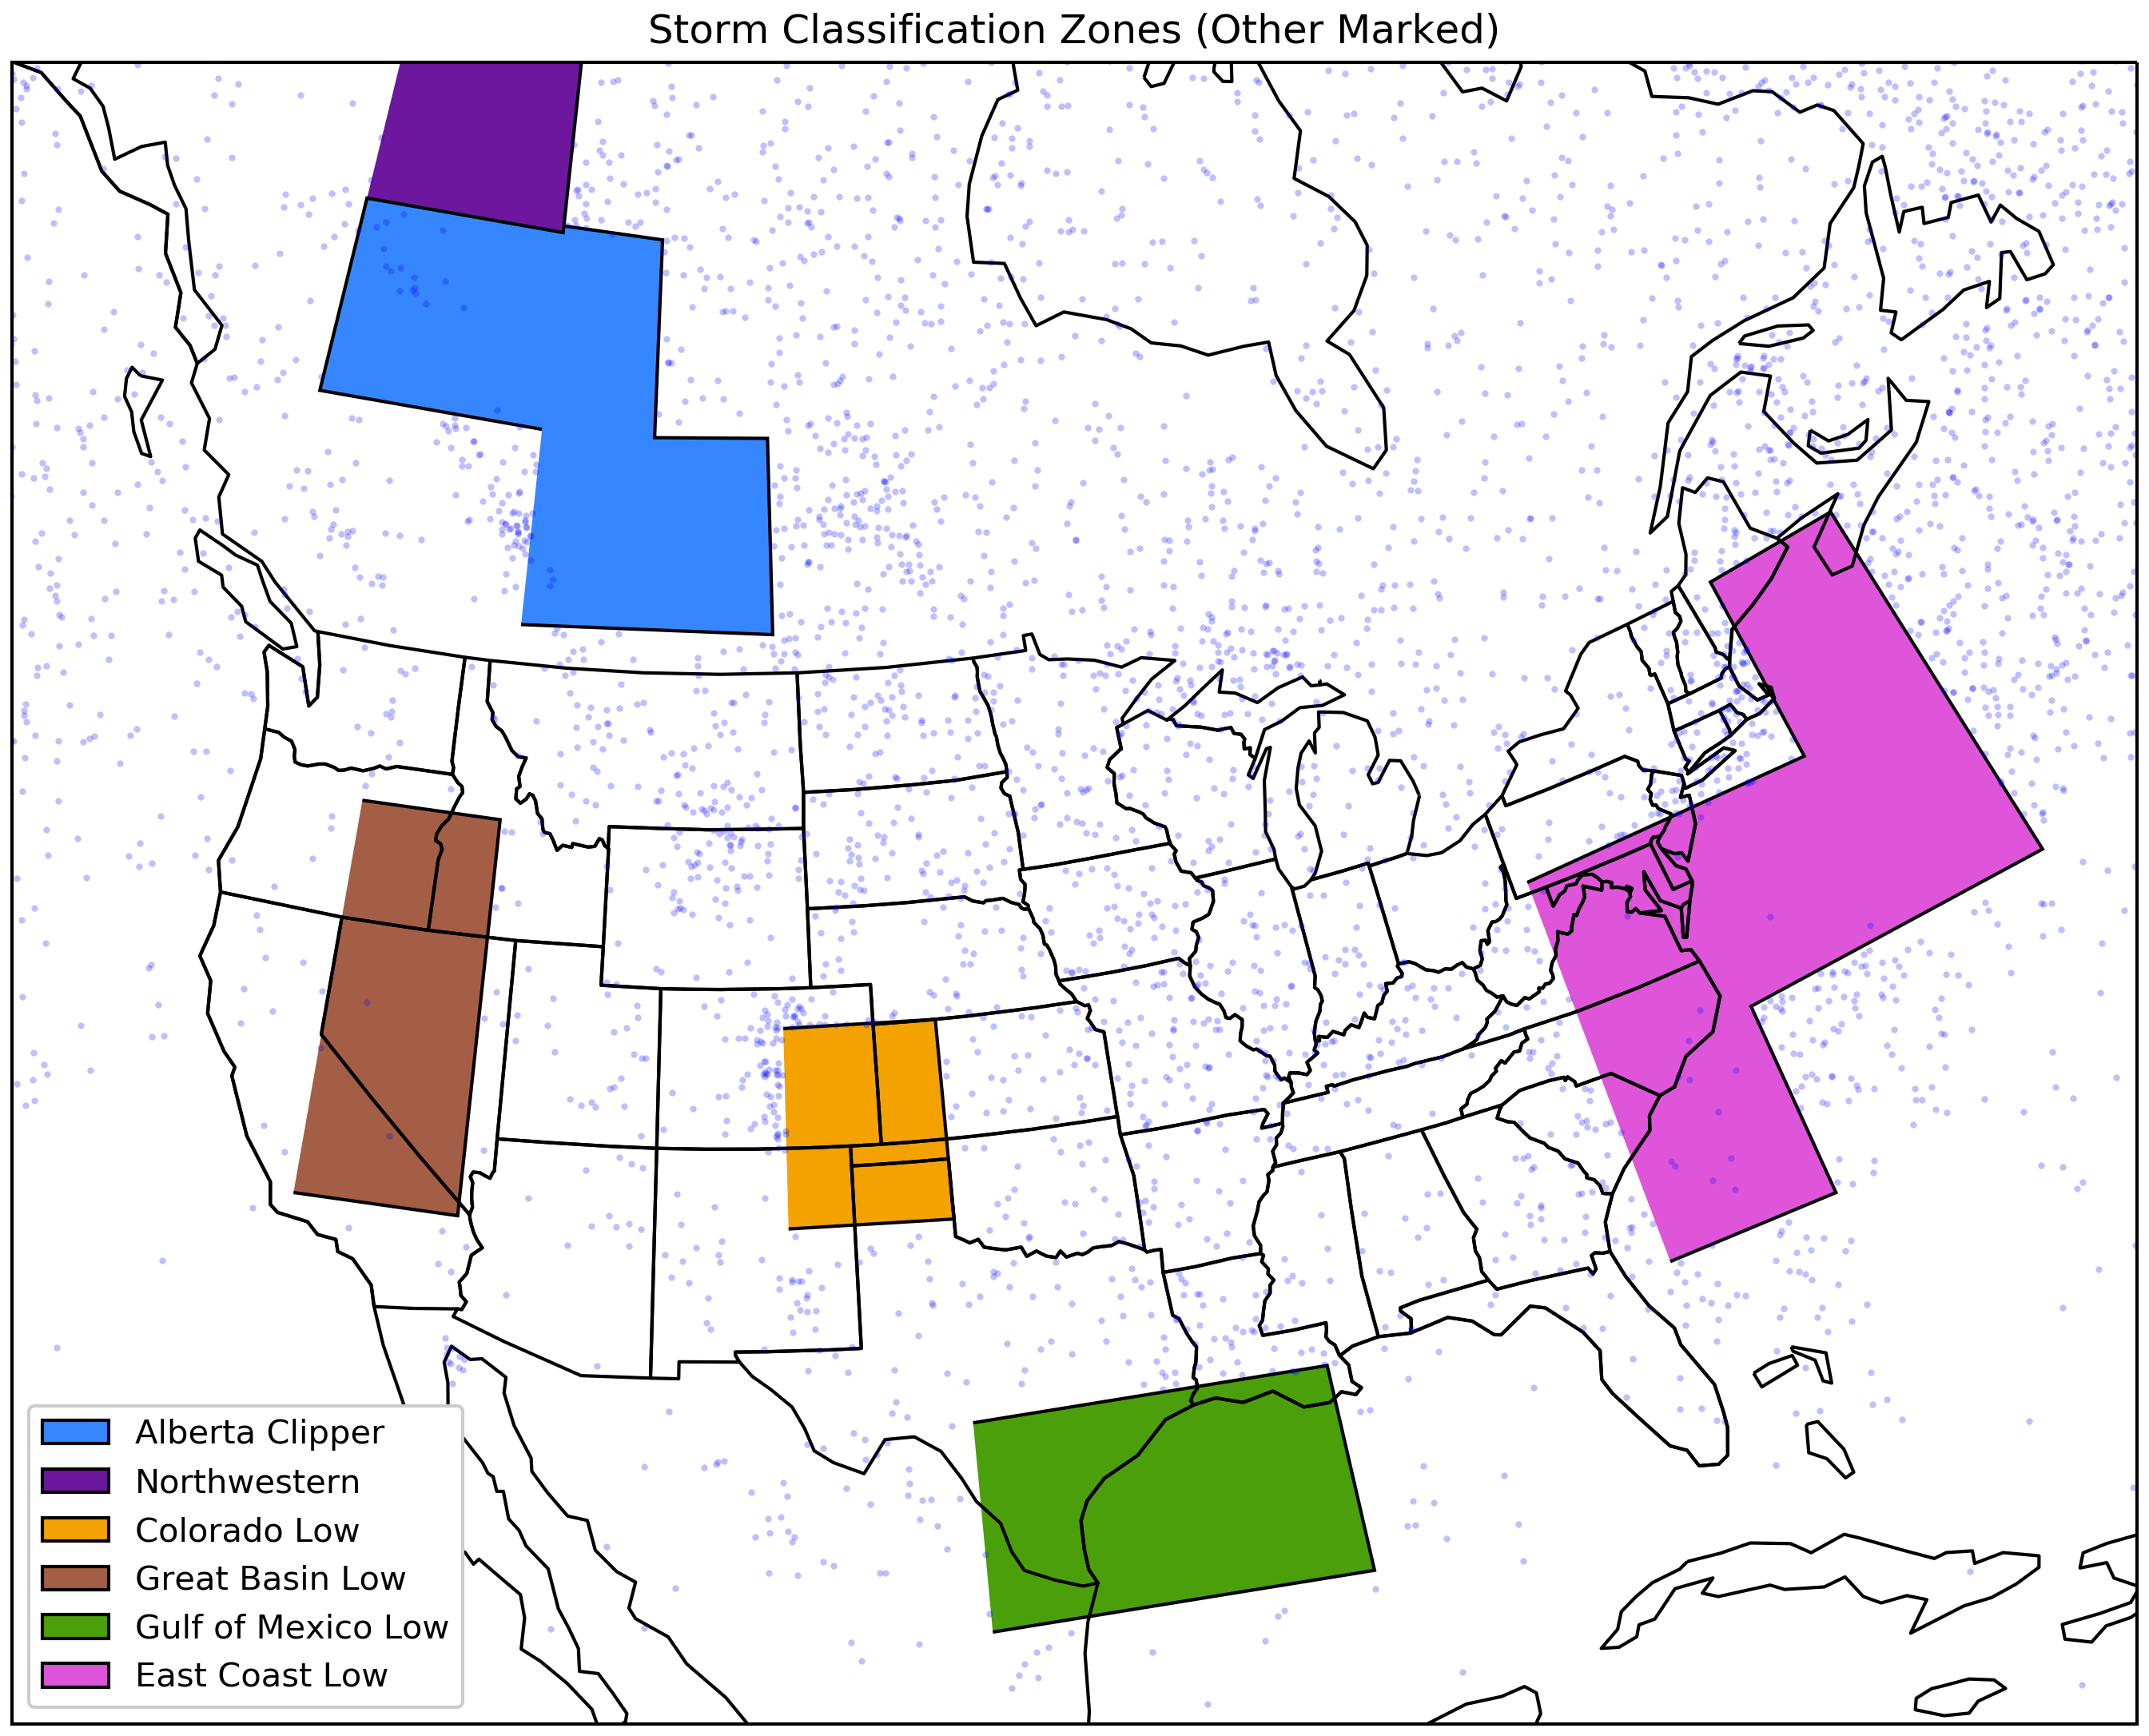 Storm Classification Zones (Other Marked)
Alberta Clipper
Northwestern
Colorado Low
Great Basin Low
Gulf of Mexico Low
East Coast Low